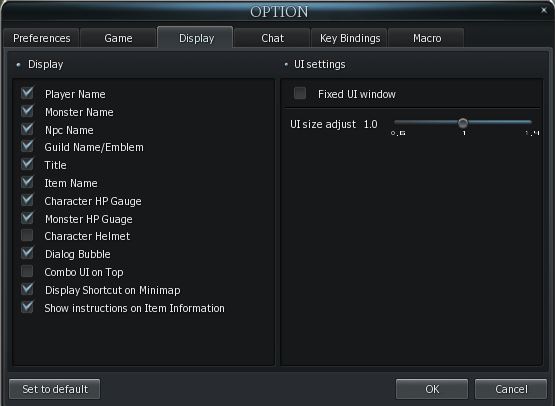 OPTION
Preferences
Game
Display
Chat
Key Bindings
Macro
Display
Player Name
Monster Name
Npc Name
Guild Name/Emblem
Title
Item Name
Character HP Gauge
Monster HP Guage
Character Helmet
Dialog Bubble
Combo UI on Top
Display Shortcut on Minimap
Show instructions on Item Information
UI settings
Fixed UI window
UI size adjust 1.0
0.6 1 1.4
Set to default
OK
Cancel